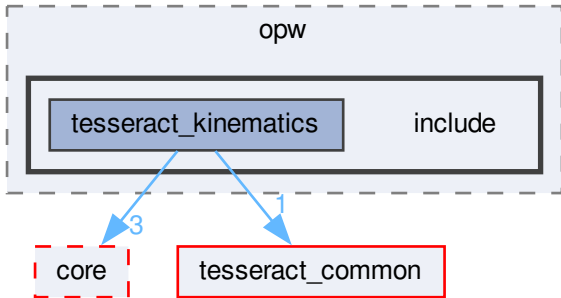 opw
tesseract_kinematics
include
3
1
core
tesseract_common